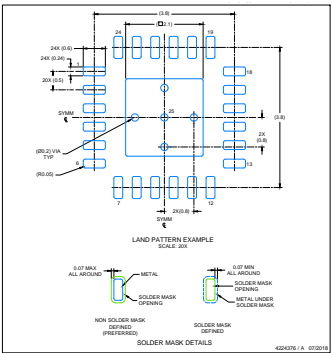 (3.8)
(□2.1)
24
19
24X (0.6)
24X (0.24)
1
18
20X (0.5)
SYMM
℄
25
(3.8)
2X
(0.8)
(Ø0.2) VIA
TYP
(R0.05)
6
13
7
12
2X(0.8)
SYMM
℄
LAND PATTERN EXAMPLE
SCALE: 20X
0.07 MAX
ALL AROUND
METAL
SOLDER MASK
OPENING
NON SOLDER MASK
DEFINED
(PREFERRED)
0.07 MIN
ALL AROUND
SOLDER MASK
OPENING
METAL UNDER
SOLDER MASK
SOLDER MASK
DEFINED
SOLDER MASK DETAILS
4224376 / A 07/2018